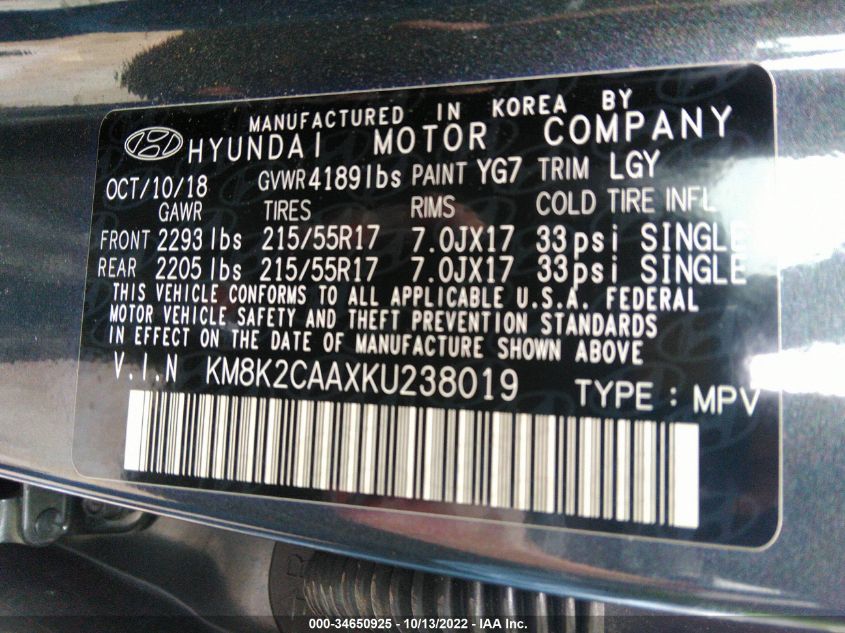 MANUFACTURED IN KOREA BY
HYUNDAI MOTOR COMPANY
OCT/10/18 GVWR 4189lbs PAINT YG7 TRIM LGY
GAWR TIRES RIMS COLD TIRE INFL
FRONT 2293 lbs 215/55R17 7.0JX17 33psi SINGLE
REAR 2205 lbs 215/55R17 7.0JX17 33psi SINGLE
THIS VEHICLE CONFORMS TO ALL APPLICABLE U.S.A. FEDERAL
MOTOR VEHICLE SAFETY AND THEFT PREVENTION STANDARDS
IN EFFECT ON THE DATE OF MANUFACTURE SHOWN ABOVE
V.I.N KM8K2CAAXKU238019 TYPE : MPV
000-34650925 - 10/13/2022 - IAA Inc.